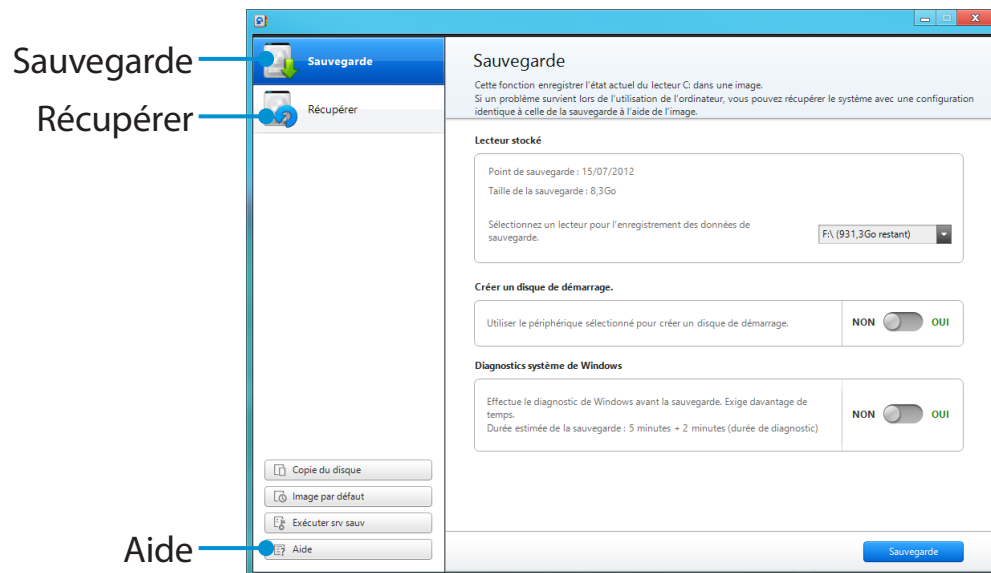 Sauvegarde
Récupérer
Aide
Sauvegarde
Récupérer
Copie du disque
Image par défaut
Exécuter srv sauv
Aide
Sauvegarde
Cette fonction enregistrer l'état actuel du lecteur C: dans une image.
Si un problème survient lors de l'utilisation de l'ordinateur, vous pouvez récupérer le système avec une configuration
identique à celle de la sauvegarde à l'aide de l'image.
Lecteur stocké
Point de sauvegarde : 15/07/2012
Taille de la sauvegarde : 8,3Go
Sélectionnez un lecteur pour l'enregistrement des données de
sauvegarde.
F:\ (931,3Go restant)
Créer un disque de démarrage.
Utiliser le périphérique sélectionné pour créer un disque de démarrage.
NON OUI
Diagnostics système de Windows
Effectue le diagnostic de Windows avant la sauvegarde. Exige davantage de
temps.
Durée estimée de la sauvegarde : 5 minutes + 2 minutes (durée de diagnostic)
NON OUI
Sauvegarde